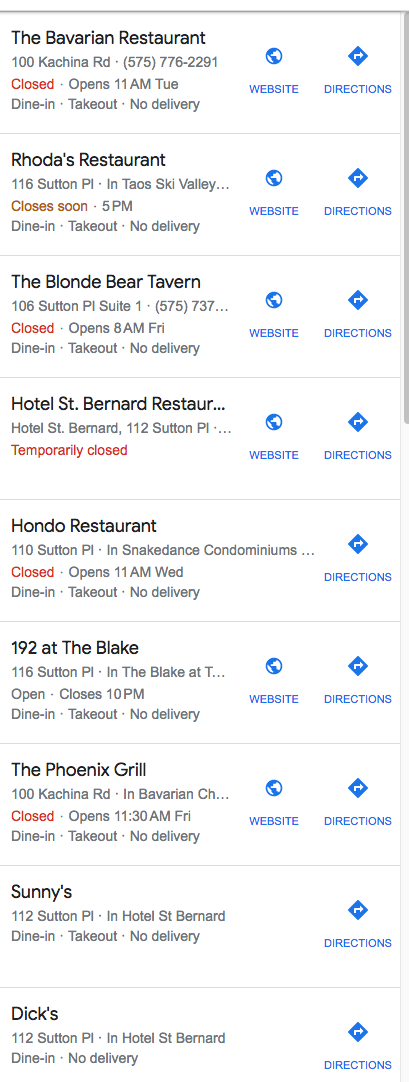 The Bavarian Restaurant
100 Kachina Rd · (575) 776-2291
Closed · Opens 11 AM Tue
Dine-in · Takeout · No delivery
WEBSITE
DIRECTIONS
Rhoda's Restaurant
116 Sutton Pl · In Taos Ski Valley...
Closes soon · 5 PM
Dine-in · Takeout · No delivery
WEBSITE
DIRECTIONS
The Blonde Bear Tavern
106 Sutton Pl Suite 1 · (575) 737...
Closed · Opens 8 AM Fri
Dine-in · Takeout · No delivery
WEBSITE
DIRECTIONS
Hotel St. Bernard Restaur...
Hotel St. Bernard, 112 Sutton Pl ·...
Temporarily closed
WEBSITE
DIRECTIONS
Hondo Restaurant
110 Sutton Pl · In Snakedance Condominiums ...
Closed · Opens 11 AM Wed
Dine-in · Takeout · No delivery
DIRECTIONS
192 at The Blake
116 Sutton Pl · In The Blake at T...
Open · Closes 10 PM
Dine-in · Takeout · No delivery
WEBSITE
DIRECTIONS
The Phoenix Grill
100 Kachina Rd · In Bavarian Ch...
Closed · Opens 11:30 AM Fri
Dine-in · Takeout · No delivery
WEBSITE
DIRECTIONS
Sunny's
112 Sutton Pl · In Hotel St Bernard
Dine-in · Takeout · No delivery
DIRECTIONS
Dick's
112 Sutton Pl · In Hotel St Bernard
Dine-in · No delivery
DIRECTIONS